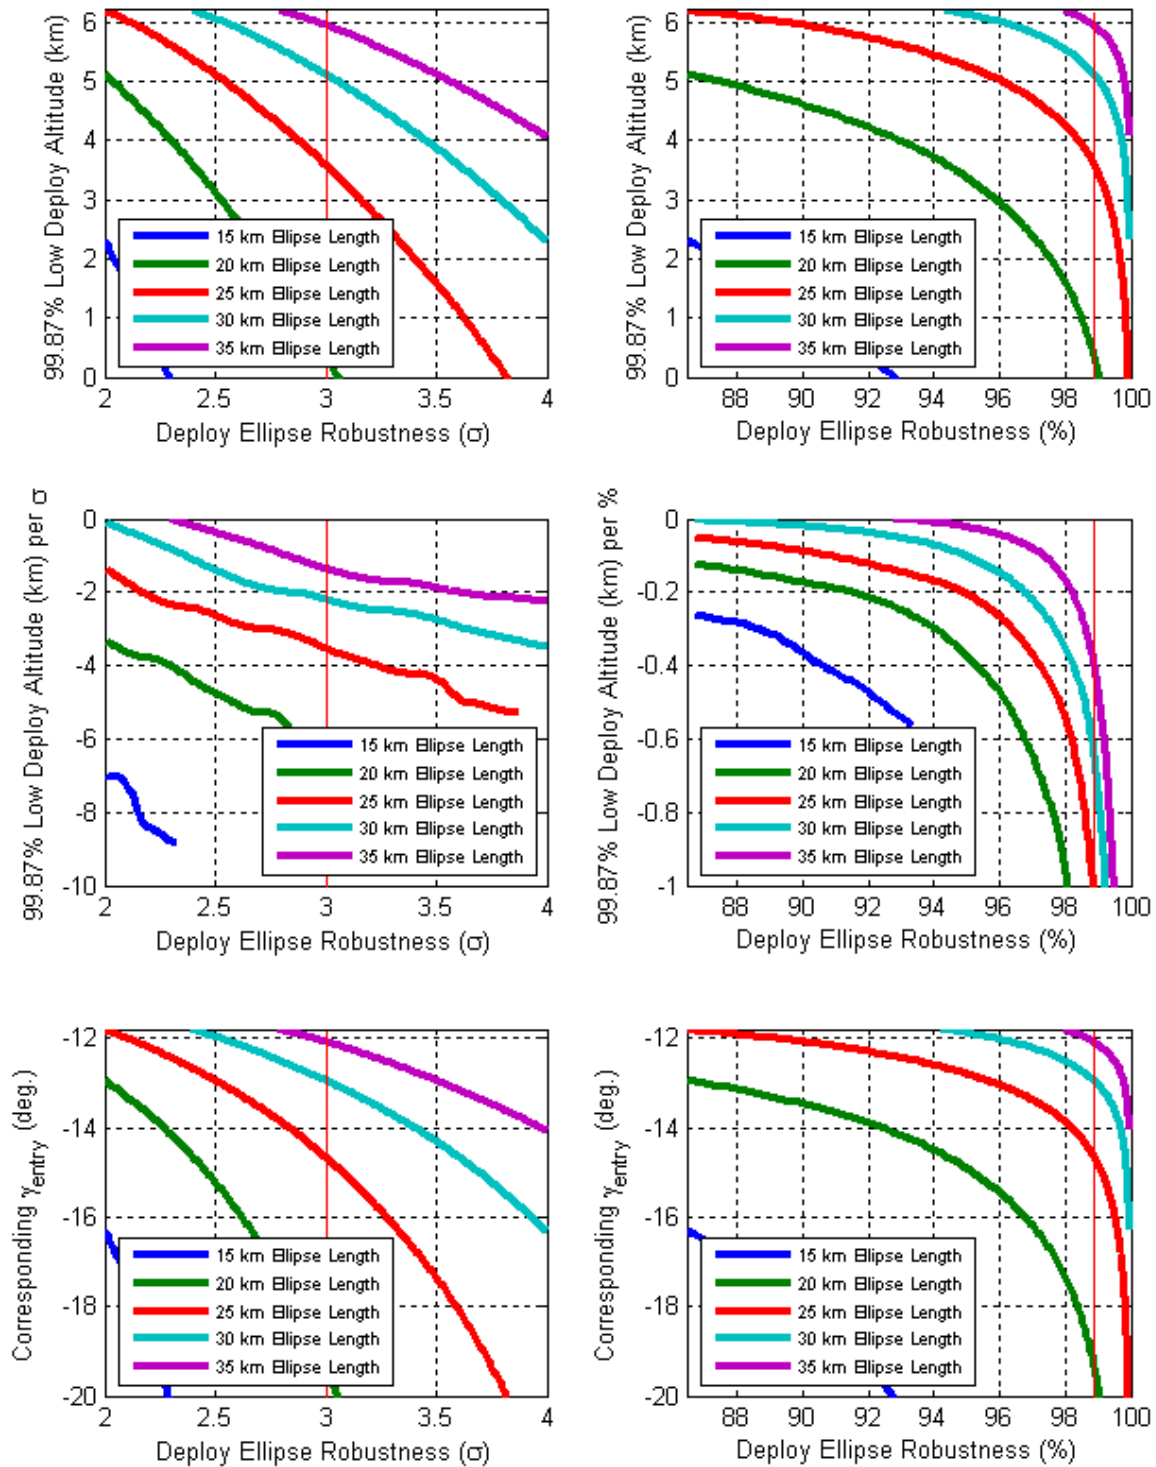 99.87% Low Deploy Altitude (km)
6
5
4
3
2
1
0
15 km Ellipse Length
20 km Ellipse Length
25 km Ellipse Length
30 km Ellipse Length
35 km Ellipse Length
2 2.5 3 3.5 4
Deploy Ellipse Robustness (σ)
99.87% Low Deploy Altitude (km)
6
5
4
3
2
1
0
15 km Ellipse Length
20 km Ellipse Length
25 km Ellipse Length
30 km Ellipse Length
35 km Ellipse Length
88 90 92 94 96 98 100
Deploy Ellipse Robustness (%)
99.87% Low Deploy Altitude (km) per σ
0
-2
-4
-6
-8
-10
15 km Ellipse Length
20 km Ellipse Length
25 km Ellipse Length
30 km Ellipse Length
35 km Ellipse Length
2 2.5 3 3.5 4
Deploy Ellipse Robustness (σ)
99.87% Low Deploy Altitude (km) per %
0
-0.2
-0.4
-0.6
-0.8
-1
15 km Ellipse Length
20 km Ellipse Length
25 km Ellipse Length
30 km Ellipse Length
35 km Ellipse Length
88 90 92 94 96 98 100
Deploy Ellipse Robustness (%)
Corresponding γentry (deg.)
-12
-14
-16
-18
-20
15 km Ellipse Length
20 km Ellipse Length
25 km Ellipse Length
30 km Ellipse Length
35 km Ellipse Length
2 2.5 3 3.5 4
Deploy Ellipse Robustness (σ)
Corresponding γentry (deg.)
-12
-14
-16
-18
-20
15 km Ellipse Length
20 km Ellipse Length
25 km Ellipse Length
30 km Ellipse Length
35 km Ellipse Length
88 90 92 94 96 98 100
Deploy Ellipse Robustness (%)